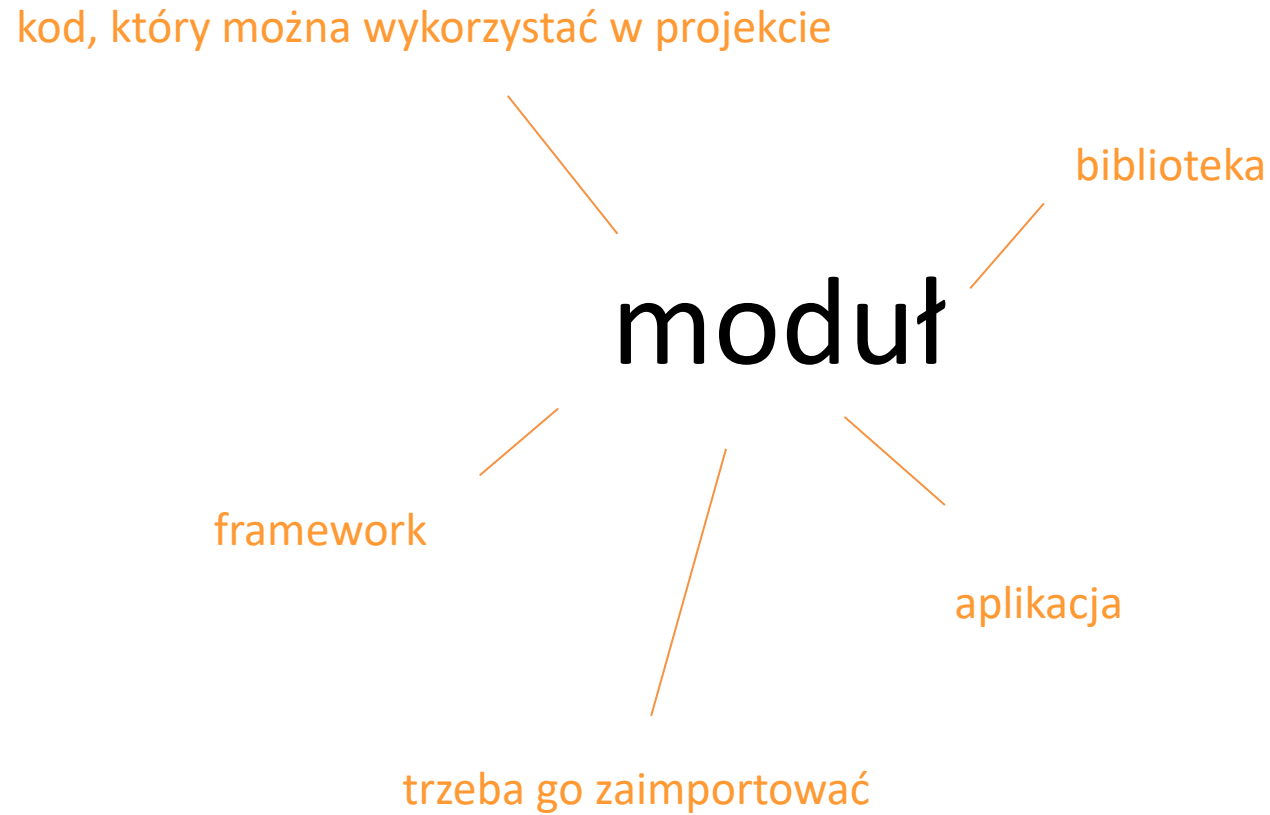 kod, który można wykorzystać w projekcie
biblioteka
moduł
framework
aplikacja
trzeba go zaimportować